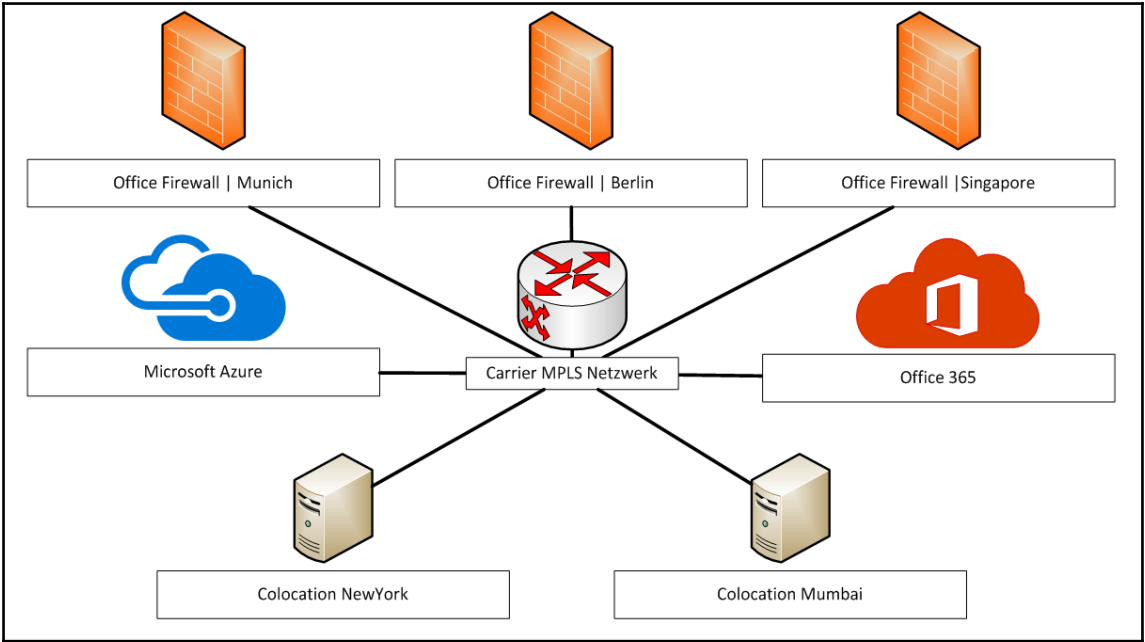 Office Firewall | Munich
Office Firewall | Berlin
Office Firewall |Singapore
Microsoft Azure
Carrier MPLS Netzwerk
Office 365
Colocation NewYork
Colocation Mumbai